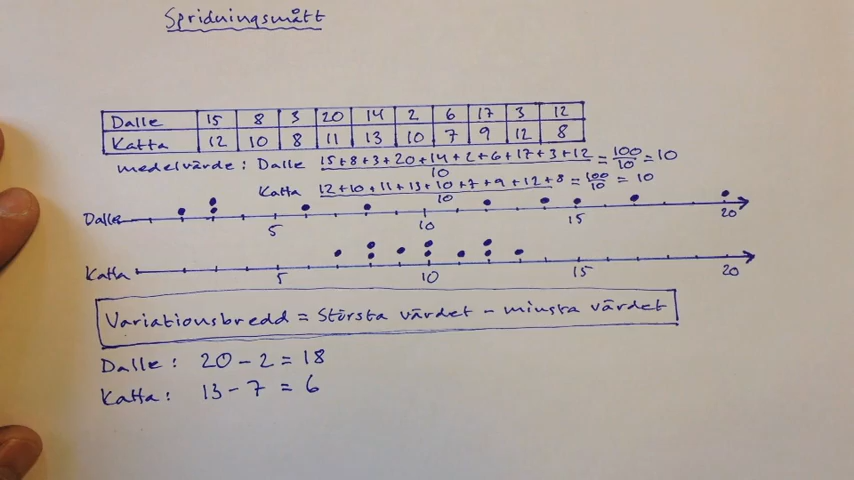 Spridningsmått
Dalle 15 8 3 20 14 2 6 17 3 12
Katta 12 10 8 11 13 10 7 9 12 8
medelvärde: Dalle 15+8+3+20+14+2+6+17+3+12/10 = 100/10 = 10
Katta 12+10+11+13+10+7+9+12+8/10 = 100/10 = 10
Dalle 5 10 15 20
Katta 5 10 15 20
Variationsbredd = Största värdet - minsta värdet
Dalle: 20 - 2 = 18
Katta: 13 - 7 = 6